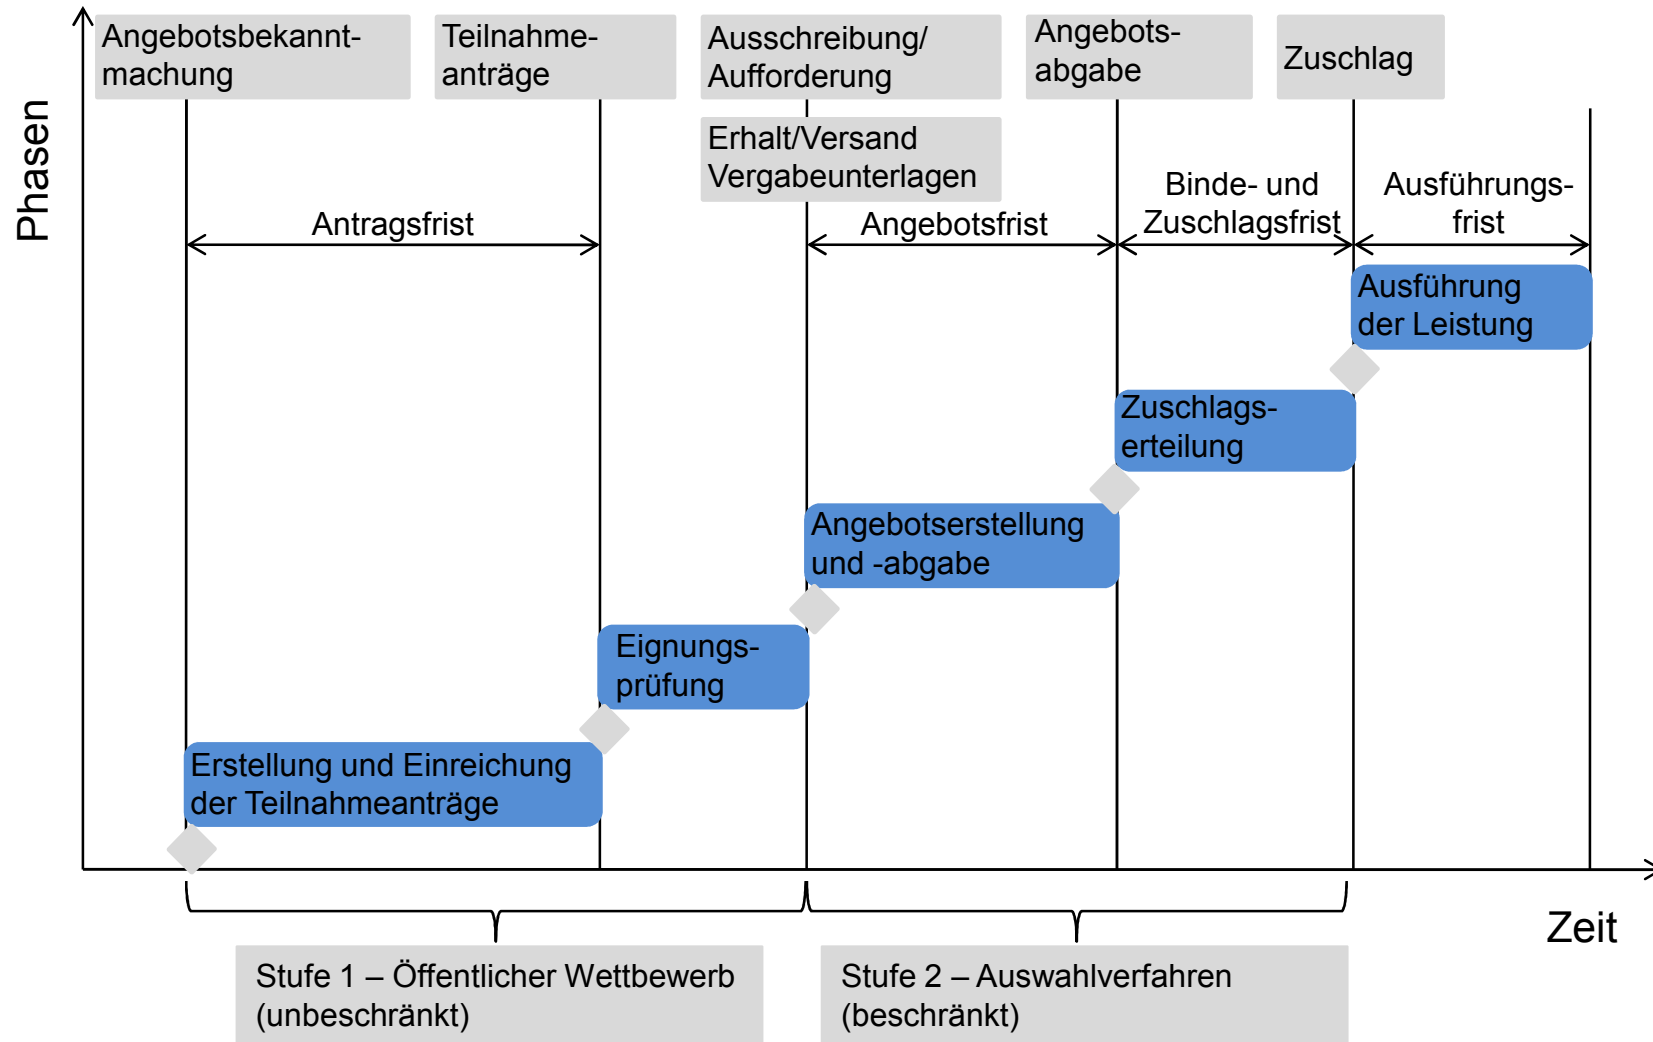 Angebotsbekannt-
machung
Teilnahme-
anträge
Ausschreibung/
Aufforderung
Angebots-
abgabe
Zuschlag
Erhalt/Versand
Vergabeunterlagen
Phasen
Antragsfrist
Angebotsfrist
Binde- und
Zuschlagsfrist
Ausführungs-
frist
Ausführung
der Leistung
Zuschlags-
erteilung
Angebotserstellung
und -abgabe
Eignungs-
prüfung
Erstellung und Einreichung
der Teilnahmeanträge
Zeit
Stufe 1 – Öffentlicher Wettbewerb
(unbeschränkt)
Stufe 2 – Auswahlverfahren
(beschränkt)